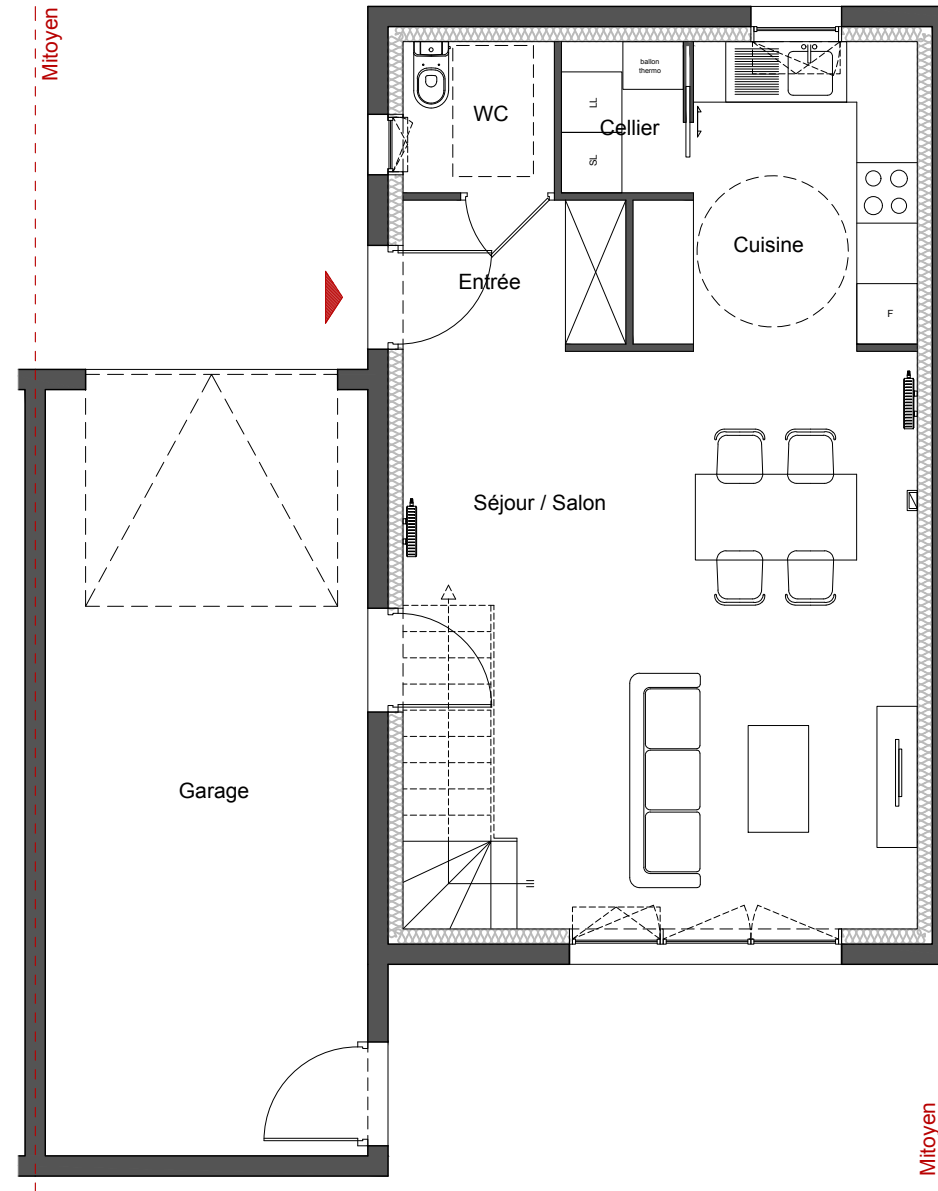 Mitoyen
ballon
thermo
WC
LL
Cellier
SL
Cuisine
Entrée
F
Séjour / Salon
Garage
Mitoyen